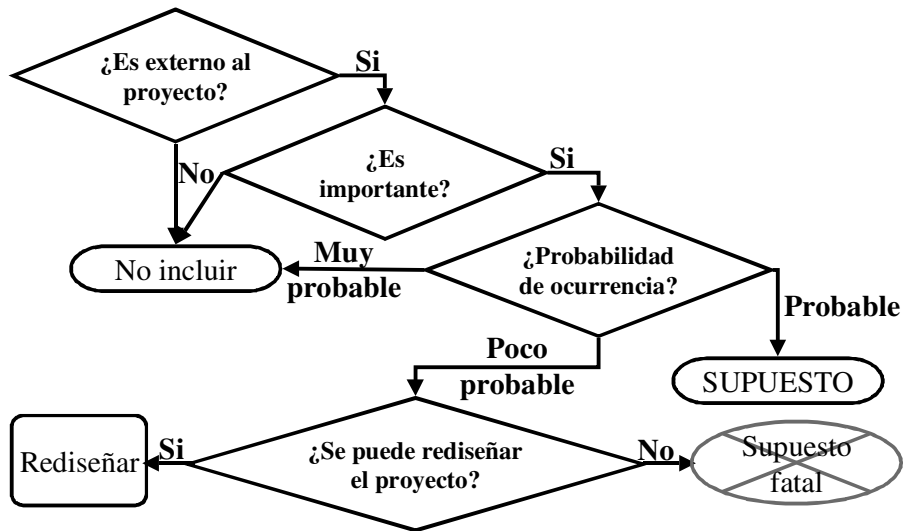 ¿Es externo al
proyecto?
Si
¿Es
importante?
No
Si
No incluir
Muy
probable
¿Probabilidad
de ocurrencia?
Probable
Poco
probable
SUPUESTO
Rediseñar
Si
¿Se puede rediseñar
el proyecto?
No
Supuesto
fatal